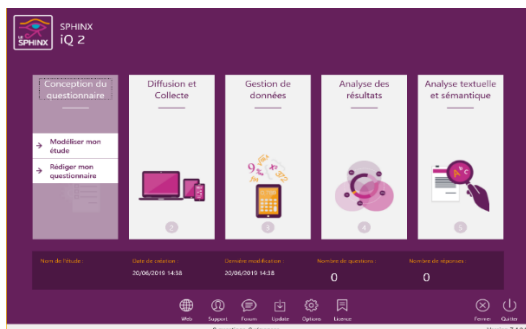 LE
SPHINX
SPHINX
iQ 2
Conception du
questionnaire
→ Modéliser mon
étude
→ Rédiger mon
questionnaire
Diffusion et
Collecte
2
Gestion de
données
3
Analyse des
résultats
4
Analyse textuelle
et sémantique
ABC
5
Nom de l'étude :
Date de création :
20/06/2019 14:58
Dernière modification :
20/06/2019 14:58
Nombre de questions :
0
Nombre de réponses :
0
Web
Support
Forum
Update
Options
Licence
Fermer
Quitter